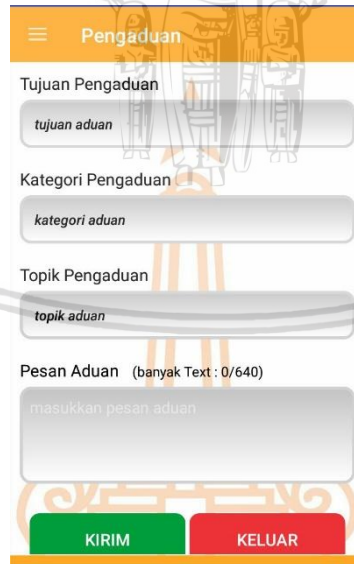 Pengaduan
Tujuan Pengaduan
tujuan aduan
Kategori Pengaduan
kategori aduan
Topik Pengaduan
topik aduan
Pesan Aduan (banyak Text : 0/640)
masukkan pesan aduan
KIRIM KELUAR